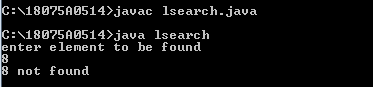 C:\18075A0514>javac lsearch.java
C:\18075A0514>java lsearch
enter element to be found
8
8 not found